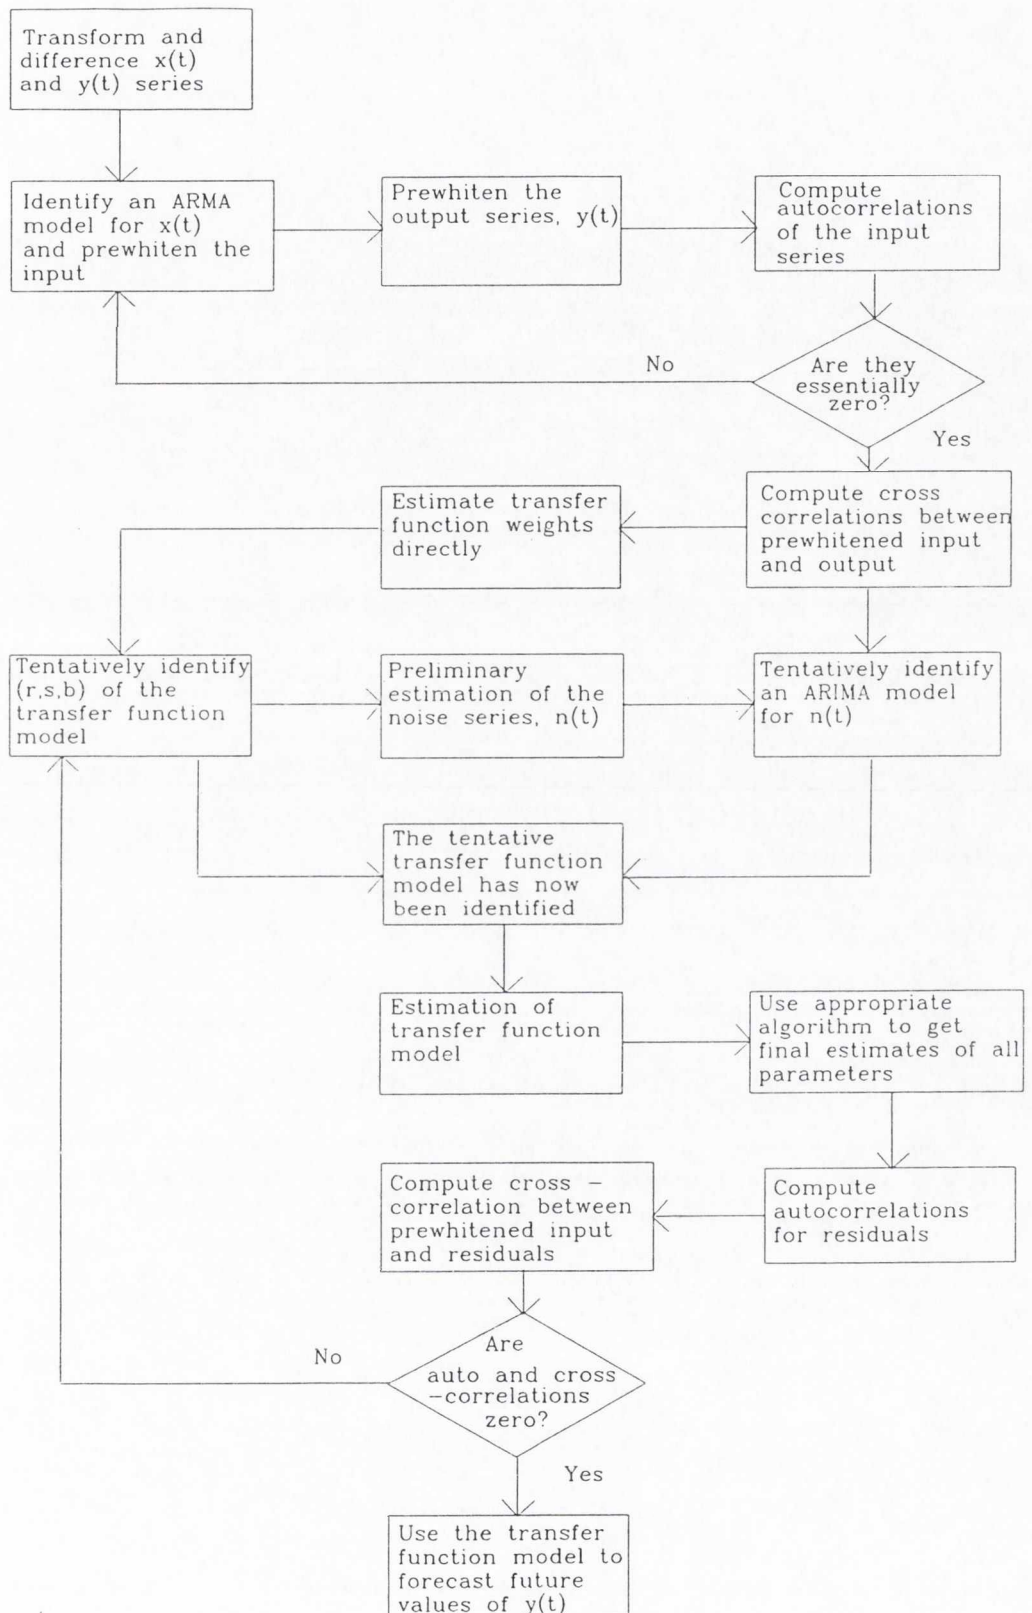 Transform and
difference x(t)
and y(t) series
Identify an ARMA
model for x(t)
and prewhiten the
input
Prewhiten the
output series, y(t)
Compute
autocorrelations
of the input
series
No
Are they
essentially
zero?
Yes
Estimate transfer
function weights
directly
Compute cross
correlations between
prewhitened input
and output
Tentatively identify
(r,s,b) of the
transfer function
model
Preliminary
estimation of the
noise series, n(t)
Tentatively identify
an ARIMA model
for n(t)
The tentative
transfer function
model has now
been identified
Estimation of
transfer function
model
Use appropriate
algorithm to get
final estimates of all
parameters
Compute cross –
correlation between
prewhitened input
and residuals
Compute
autocorrelations
for residuals
No
Are
auto and cross
–correlations
zero?
Yes
Use the transfer
function model to
forecast future
values of y(t)